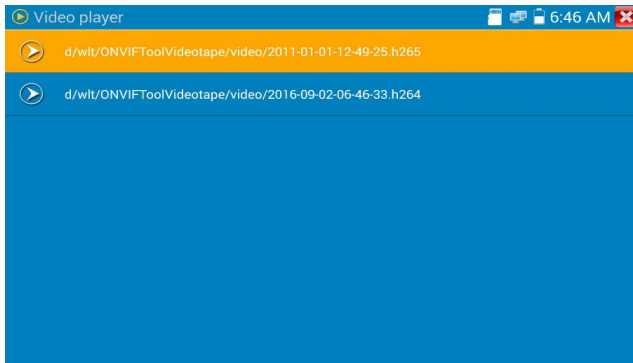 Video player 6:46 AM
d/wlt/ONVIFToolVideotape/video/2011-01-01-12-49-25.h265
d/wlt/ONVIFToolVideotape/video/2016-09-02-06-46-33.h264